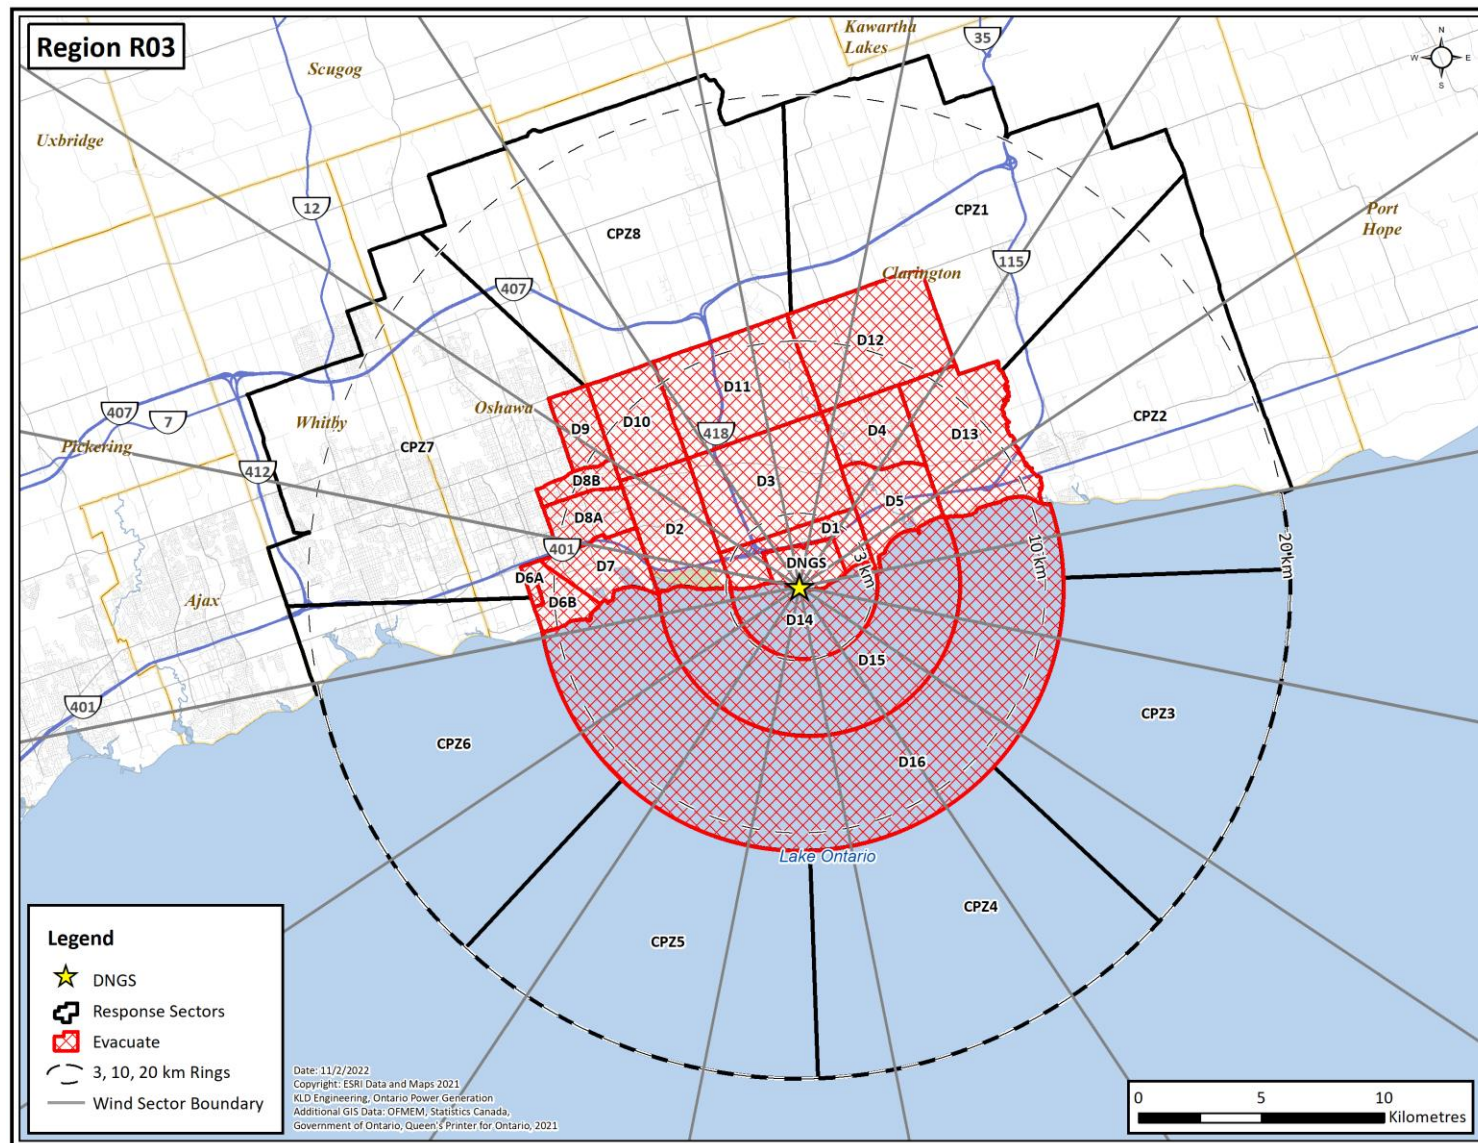 Region R03
Kawartha
Lakes
35
N
W
E
S
Scugog
Uxbridge
12
Port
Hope
CPZ8
CPZ1
115
Clarington
407
D12
D11
407
7
Oshawa
Whitby
Pickering
CPZ7
CPZ2
D9
D10
418
D4
D13
412
D8B
D3
D8A
D2
D5
D1
401
D7
DNGS
3 km
10 km
20 km
D6A
D6B
Ajax
D14
D15
401
CPZ6
CPZ3
D16
Lake Ontario
CPZ5
CPZ4
Legend
DNGS
Response Sectors
Evacuate
3, 10, 20 km Rings
Wind Sector Boundary
Date: 11/2/2022
Copyright: ESRI Data and Maps 2021
KLD Engineering, Ontario Power Generation
Additional GIS Data: OFMEM, Statistics Canada,
Government of Ontario, Queen's Printer for Ontario, 2021
0
5
10
Kilometres